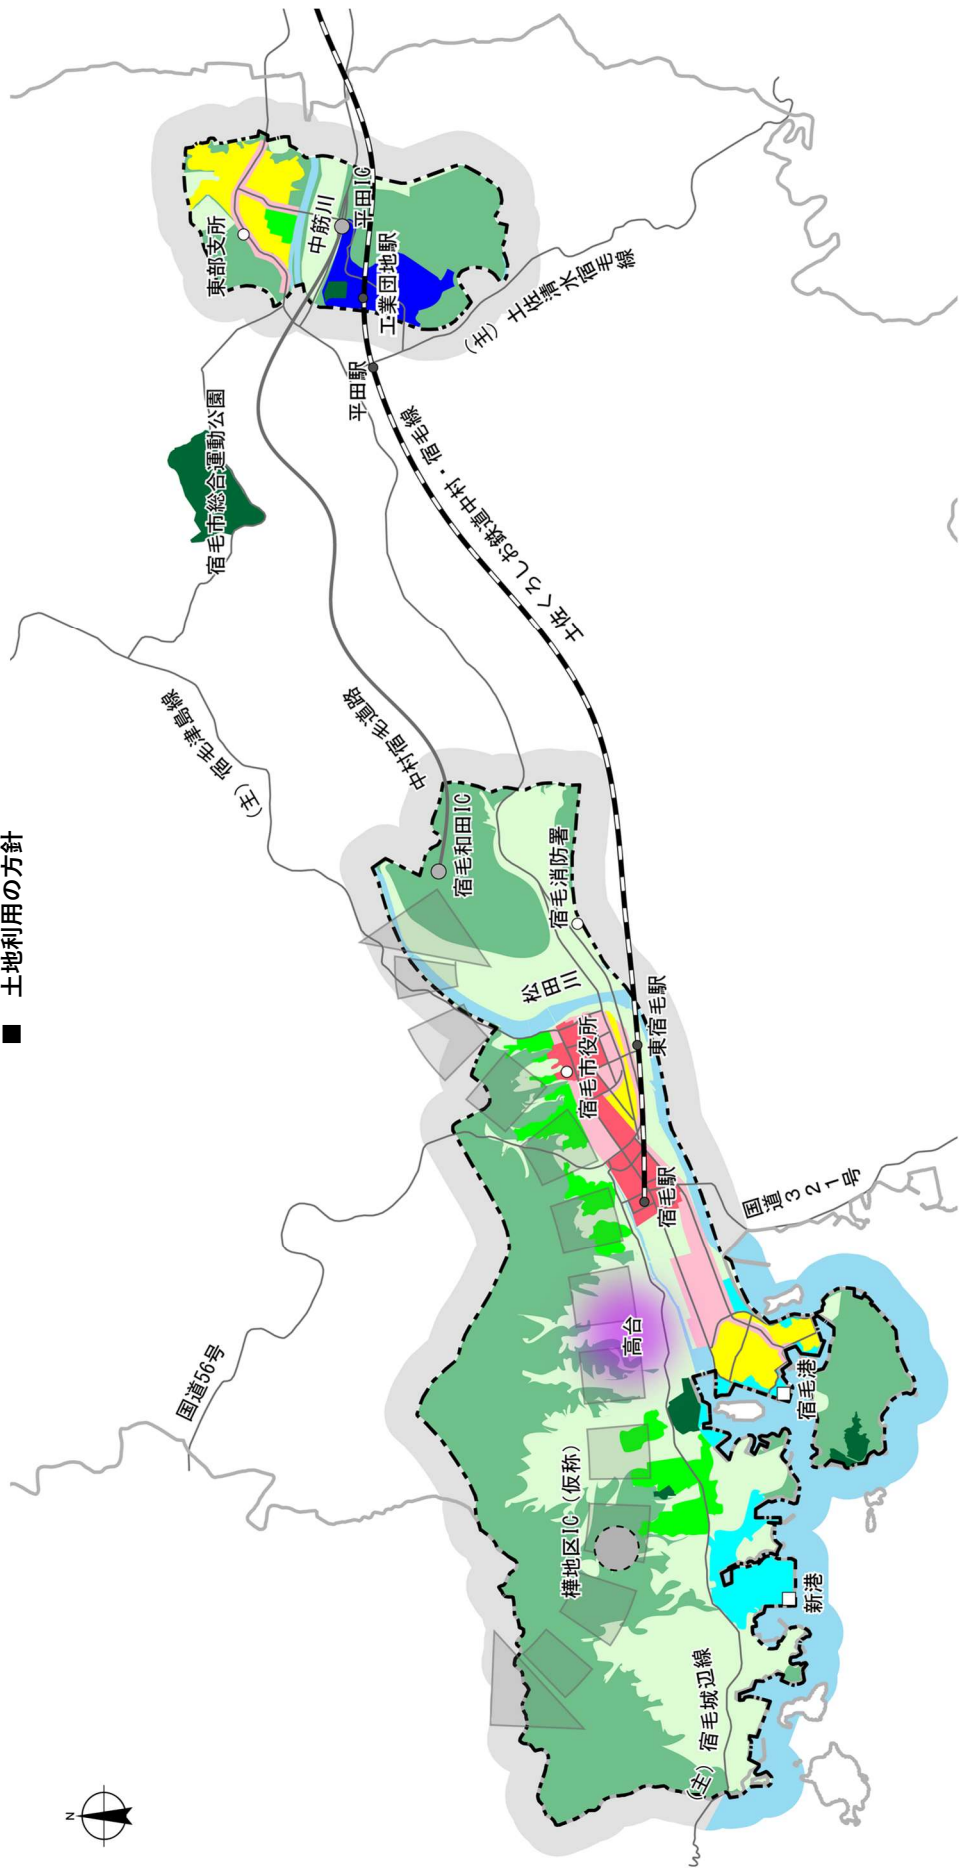 ■ 土地利用の方針
N
東部支所
中筋川
平田IC
工業団地駅
平田駅
(主) 土佐清水宿毛線
宿毛市総合運動公園
土佐くろしお鉄道中村・宿毛線
中村宿毛道路
(主) 宿毛津島線
宿毛和田IC
宿毛消防署
松田川
宿毛市役所
東宿毛駅
宿毛駅
国道321号
国道56号
高台
宿毛港
樺地区IC(仮称)
新港
(主) 宿毛城辺線